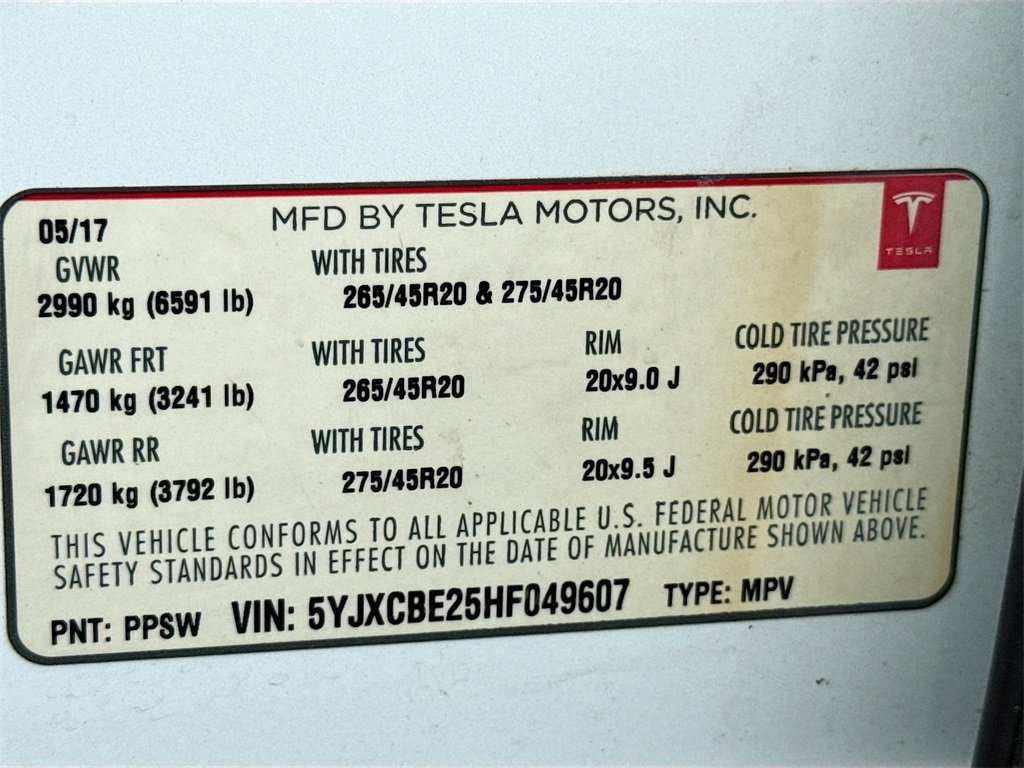 MFD BY TESLA MOTORS, INC.
TESLA
05/17
GVWR WITH TIRES
2990 kg (6591 lb) 265/45R20 & 275/45R20
GAWR FRT WITH TIRES RIM COLD TIRE PRESSURE
1470 kg (3241 lb) 265/45R20 20x9.0 J 290 kPa, 42 psi
GAWR RR WITH TIRES RIM COLD TIRE PRESSURE
1720 kg (3792 lb) 275/45R20 20x9.5 J 290 kPa, 42 psi
THIS VEHICLE CONFORMS TO ALL APPLICABLE U.S. FEDERAL MOTOR VEHICLE
SAFETY STANDARDS IN EFFECT ON THE DATE OF MANUFACTURE SHOWN ABOVE.
PNT: PPSW VIN: 5YJXCBE25HF049607 TYPE: MPV